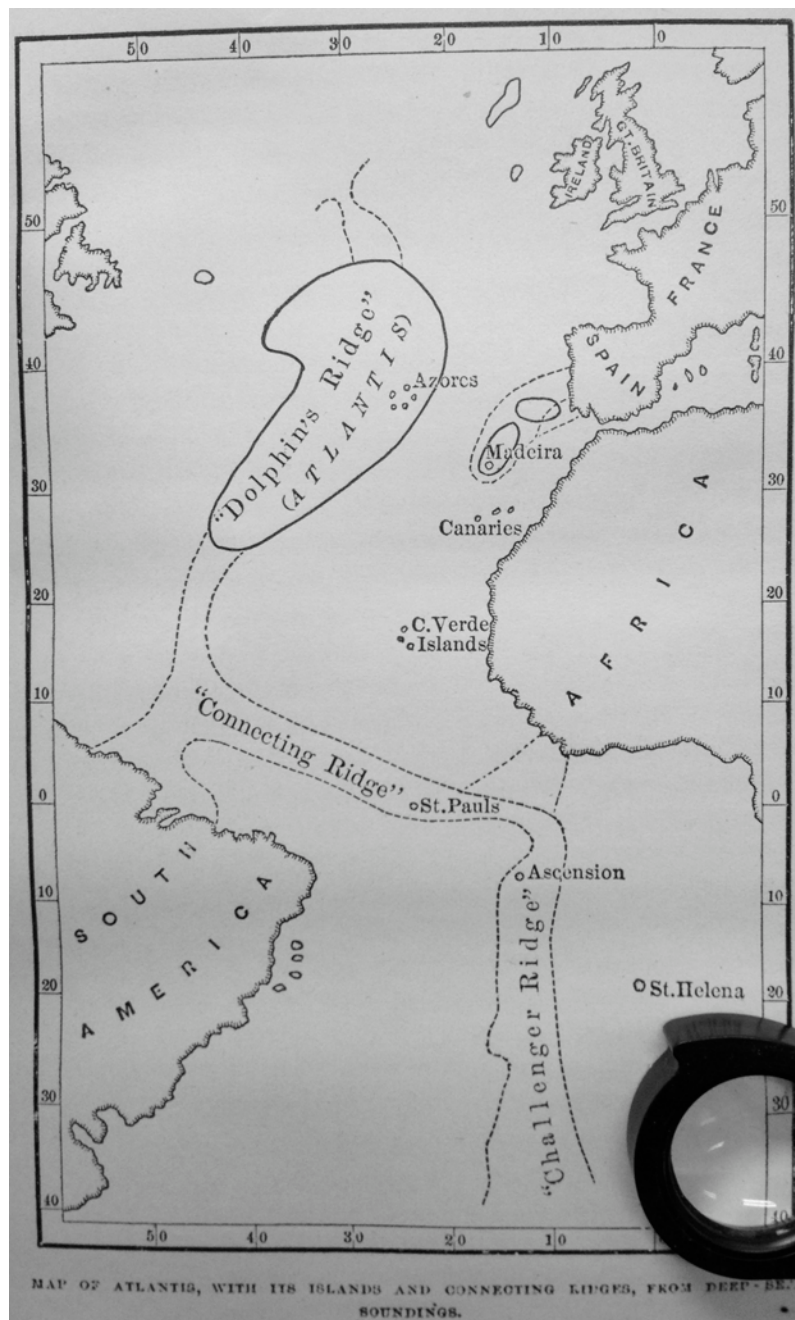 50 40 20 10 0
IRELAND
GT. BRITAIN
50 50
FRANCE
"Dolphin's Ridge"
(ATLANTIS)
SPAIN
40 40
Azores
Madeira
30 30
Canaries
AFRICA
20 20
C. Verde
Islands
10 10
"Connecting Ridge"
0 0
St. Pauls
SOUTH
AMERICA
Ascension
10 10
"Challenger Ridge"
St. Helena
20 20
30 30
40 40
50 40 30 20 10
MAP OF ATLANTIS, WITH ITS ISLANDS AND CONNECTING RIDGES, FROM DEEP-SE
SOUNDINGS.